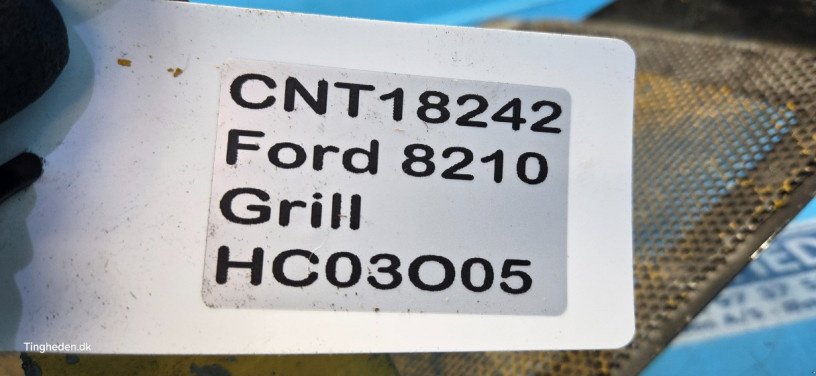 CNT18242
Ford 8210
Grill
HC03O05
Tingheden.dk